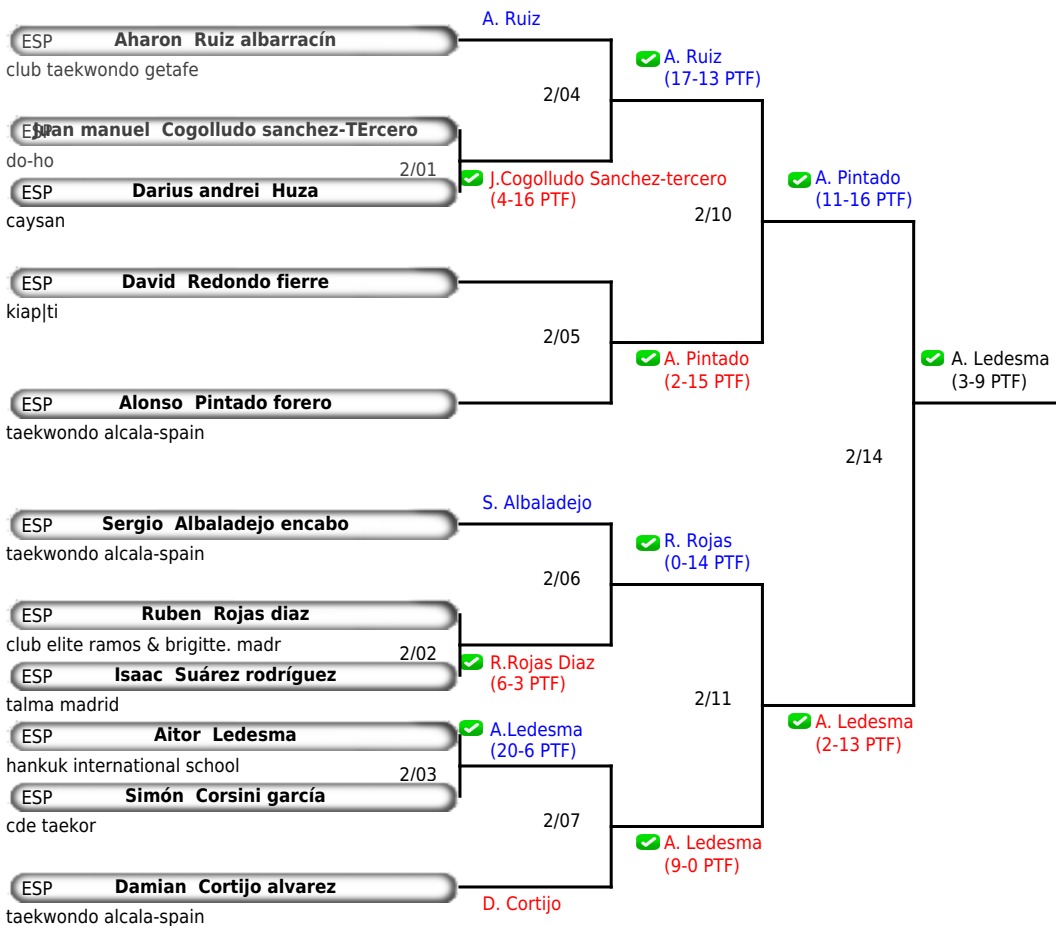 A. Ruiz
ESP Aharon Ruiz albarracín
club taekwondo getafe
A. Ruiz
(17-13 PTF)
2/04
ESP Juan manuel Cogolludo sanchez-TErcero
do-ho
2/01
J.Cogolludo Sanchez-tercero
(4-16 PTF)
ESP Darius andrei Huza
caysan
A. Pintado
(11-16 PTF)
2/10
ESP David Redondo fierre
kiap|ti
2/05
A. Pintado
(2-15 PTF)
A. Ledesma
(3-9 PTF)
ESP Alonso Pintado forero
taekwondo alcala-spain
2/14
S. Albaladejo
ESP Sergio Albaladejo encabo
taekwondo alcala-spain
R. Rojas
(0-14 PTF)
2/06
ESP Ruben Rojas diaz
club elite ramos & brigitte. madr
2/02
R.Rojas Diaz
(6-3 PTF)
ESP Isaac Suárez rodríguez
talma madrid
2/11
ESP Aitor Ledesma
A.Ledesma
(20-6 PTF)
A. Ledesma
(2-13 PTF)
hankuk international school
2/03
ESP Simón Corsini garcía
cde taekor
2/07
A. Ledesma
(9-0 PTF)
ESP Damian Cortijo alvarez
D. Cortijo
taekwondo alcala-spain